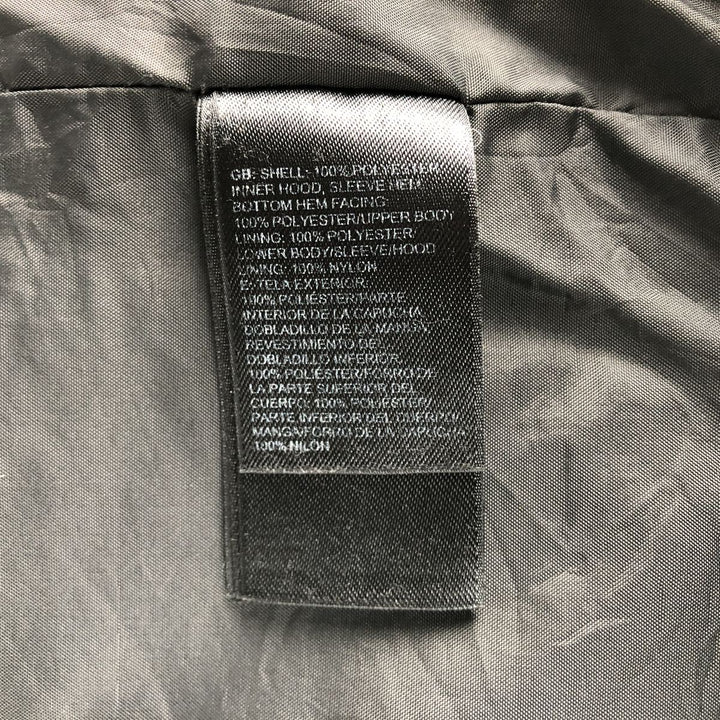 GB: SHELL: 100% POLYESTER/
INNER HOOD, SLEEVE HEM
BOTTOM HEM FACING:
100% POLYESTER/UPPER BODY
LINING: 100% POLYESTER/
LOWER BODY/SLEEVE/HOOD
LINING: 100% NYLON
E: TELA EXTERIOR:
100% POLIÉSTER/PARTE
INTERIOR DE LA CAPUCHA,
DOBLADILLO DE LA MANGA,
REVESTIMIENTO DEL
DOBLADILLO INFERIOR:
100% POLIÉSTER/FORRO DE
LA PARTE SUPERIOR DEL
CUERPO: 100% POLIÉSTER/
PARTE INFERIOR DEL CUERPO/
MANGA/FORRO DE LA CAPUCHA:
100% NILON